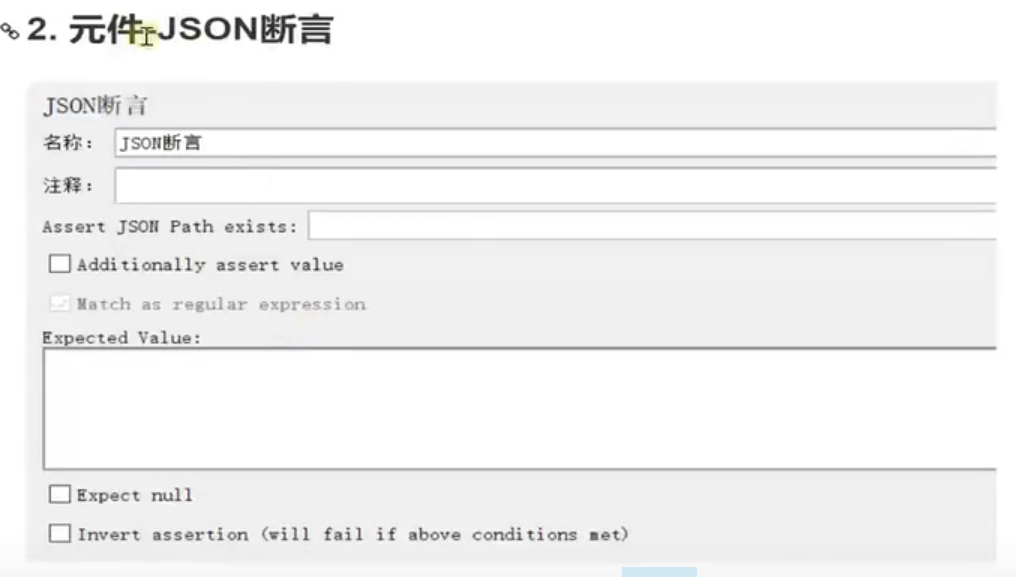 2. 元件-JSON断言
JSON断言
名称： JSON断言
注释：
Assert JSON Path exists:
Additionally assert value
Match as regular expression
Expected Value:
Expect null
Invert assertion (will fail if above conditions met)